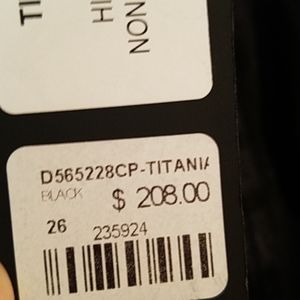 TI
HI
NON
D565228CP-TITANIA
BLACK
$ 208.00
26
235924